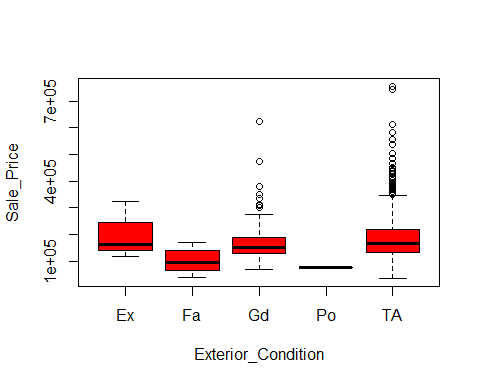 7e+05
4e+05
1e+05
Sale_Price
Ex Fa Gd Po TA
Exterior_Condition